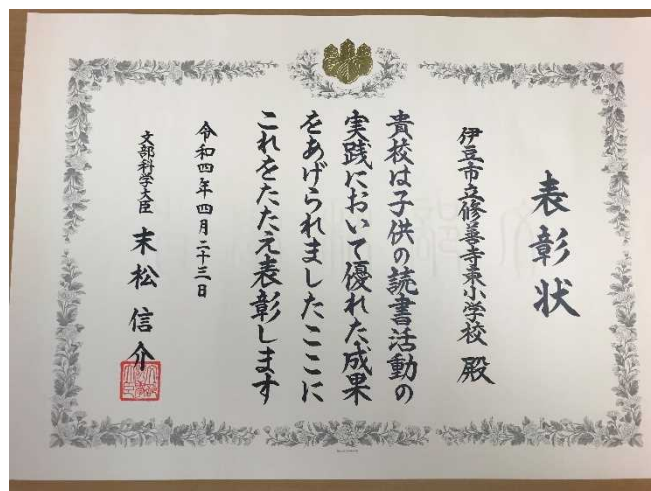 表彰状
伊豆市立修善寺東小学校 殿
貴校は子供の読書活動の
実践において優れた成果
をあげられましたここに
これをたたえ表彰します
令和四年四月二十三日
文部科学大臣 末松信介